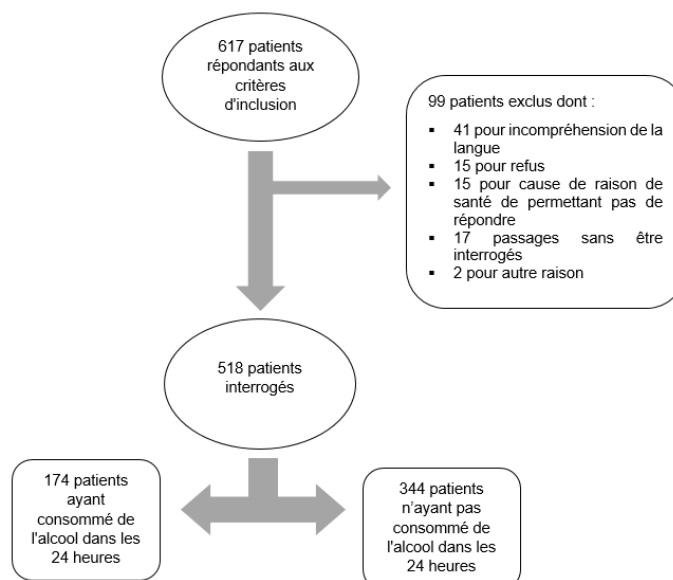 617 patients
répondants aux
critères
d'inclusion
99 patients exclus dont :
▪ 41 pour incompréhension de la
langue
▪ 15 pour refus
▪ 15 pour cause de raison de
santé de permettant pas de
répondre
▪ 17 passages sans être
interrogés
▪ 2 pour autre raison
518 patients
interrogés
174 patients
ayant
consommé de
l'alcool dans les
24 heures
344 patients
n'ayant pas
consommé de
l'alcool dans les
24 heures